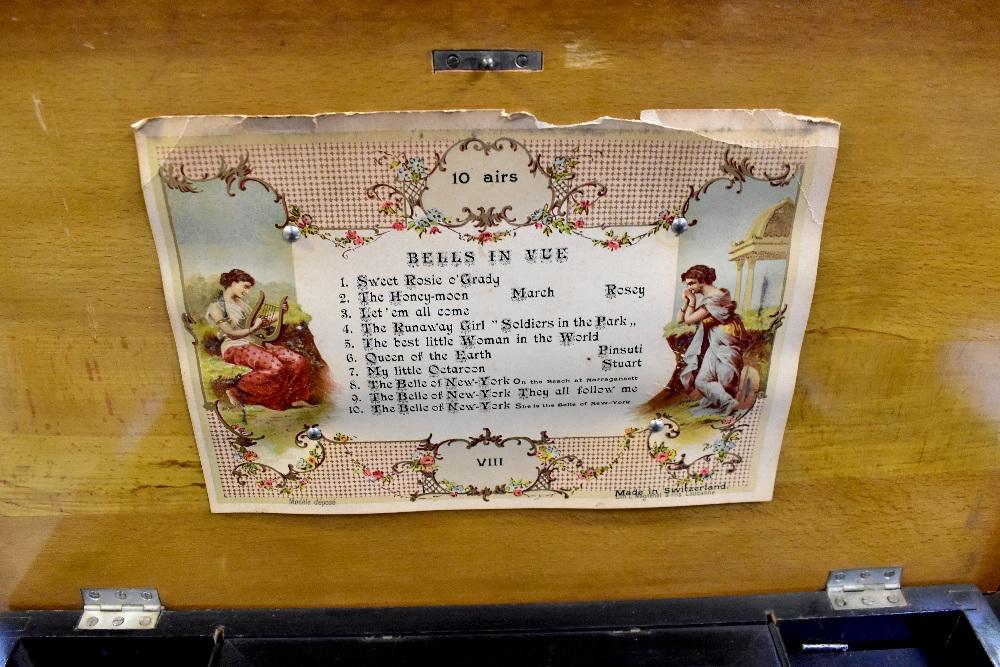 10 airs
BELLS IN VUE
1. Sweet Rosie o'Grady
2. The Honey-moon March Rosey
3. Let'em all come
4. The Runaway Girl "Soldiers in the Park„
5. The best little Woman in the World
6. Queen of the Earth Pinsuti
7. My little Octaroon Stuart
8. The Belle of New-York On the Beach at Narragansett
9. The Belle of New-York They all follow me
10. The Belle of New-York She is the Belle of New-York
VIII
Modèle déposé
Made in Switzerland.
Lausanne